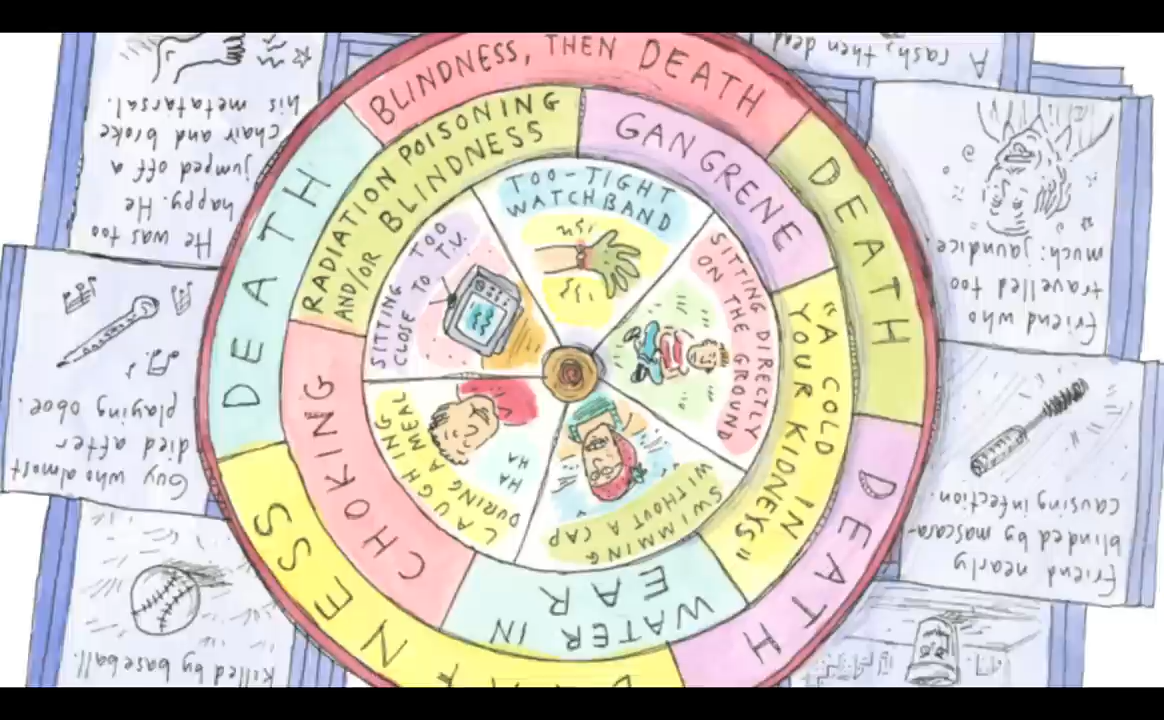 BLINDNESS, THEN DEATH
DEATH
DEATH
DEATH
RADIATION POISONING
AND/OR BLINDNESS
GANGRENE
"A COLD IN
YOUR KIDNEYS"
WATER IN
EAR
CHOKING
TOO-TIGHT
WATCHBAND
SITTING DIRECTLY
ON THE GROUND
SWIMMING
WITHOUT A CAP
LAUGHING
DURING A MEAL
HA
HA
SITTING TOO
CLOSE TO T.V.
He was too
happy. He
jumped off a
chair and broke
his metatarsal.
Guy who almost
died after
playing oboe.
killed by baseball.
A rash, then dead
friend who
travelled too
much: jaundice.
friend nearly
blinded by mascara-
causing infection.